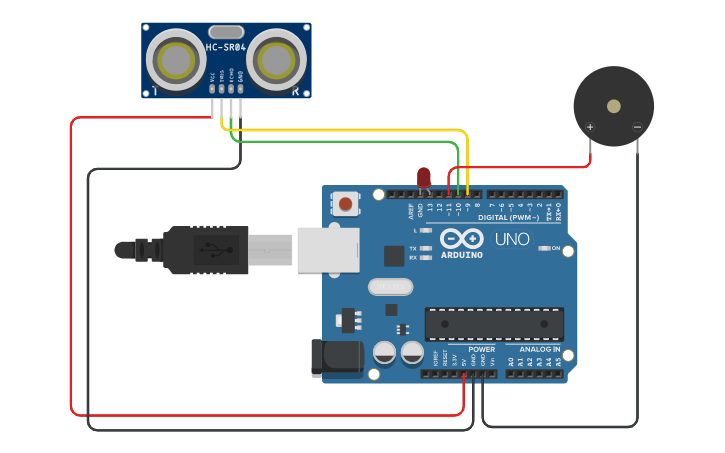 HC-SR04
VCC
TRIG
ECHO
GND
T
R
+
−
AREF
GND
13
12
~11
~10
~9
8
7
~6
~5
4
~3
2
TX→1
RX←0
DIGITAL (PWM~)
L
TX
RX
ARDUINO
UNO
ON
POWER
ANALOG IN
IOREF
RESET
3.3V
5V
GND
GND
Vin
A0
A1
A2
A3
A4
A5